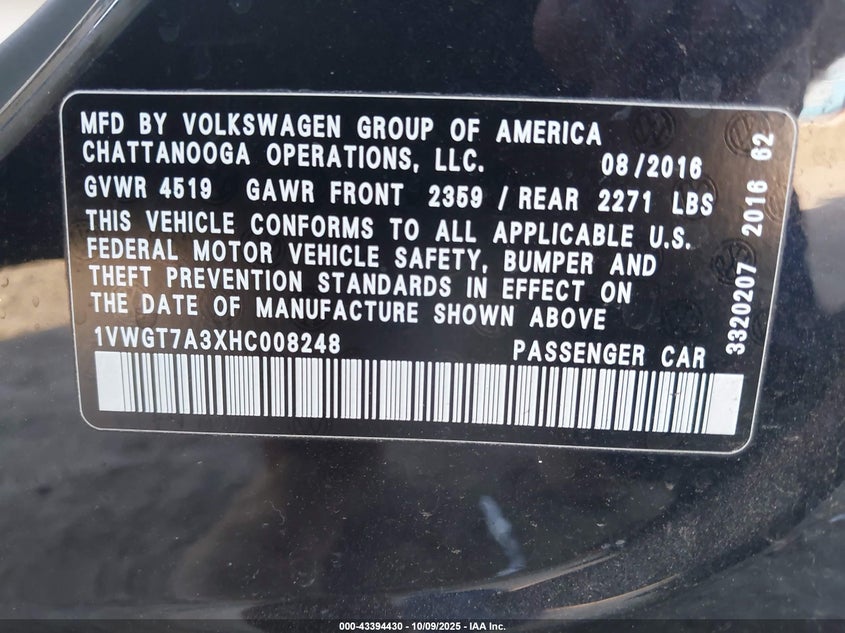 MFD BY VOLKSWAGEN GROUP OF AMERICA
CHATTANOOGA OPERATIONS, LLC. 08/2016
GVWR 4519 GAWR FRONT 2359 / REAR 2271 LBS
THIS VEHICLE CONFORMS TO ALL APPLICABLE U.S.
FEDERAL MOTOR VEHICLE SAFETY, BUMPER AND
THEFT PREVENTION STANDARDS IN EFFECT ON
THE DATE OF MANUFACTURE SHOWN ABOVE
1VWGT7A3XHC008248 PASSENGER CAR
3320207 2016 62
000-43394430 - 10/09/2025 - IAA Inc.